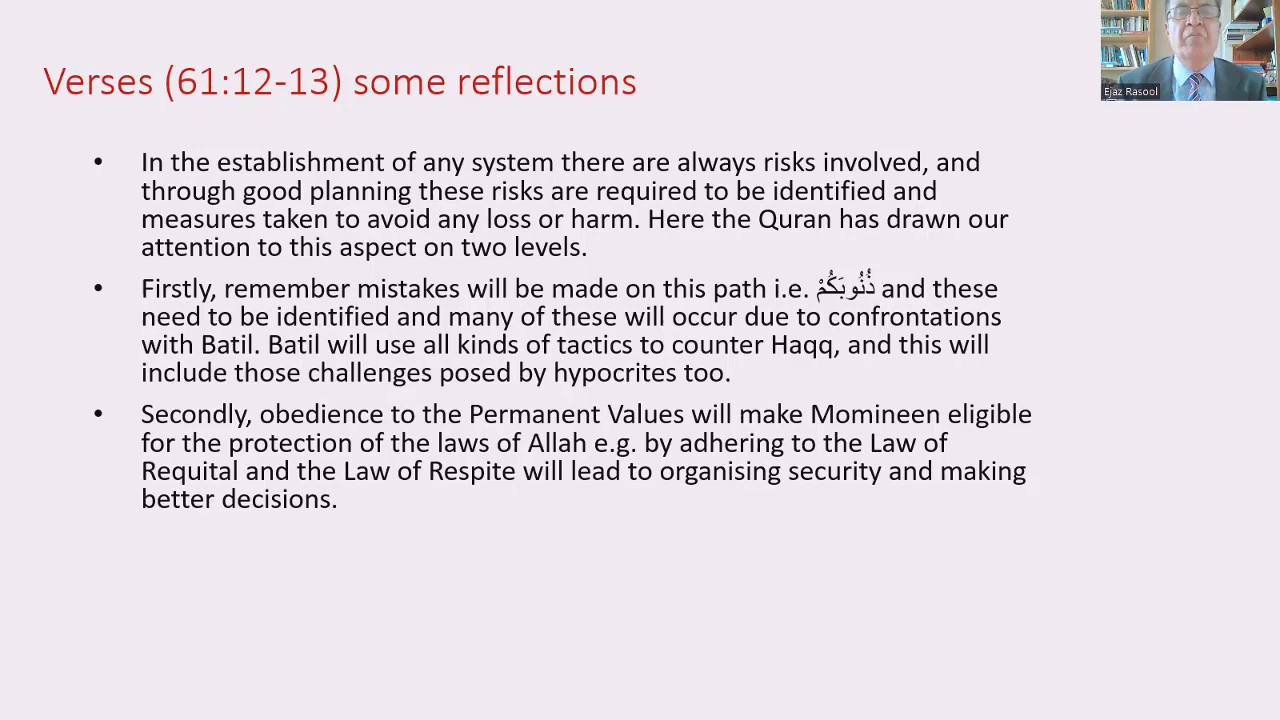 Verses (61:12-13) some reflections
Ejaz Rasool
• In the establishment of any system there are always risks involved, and
through good planning these risks are required to be identified and
measures taken to avoid any loss or harm. Here the Quran has drawn our
attention to this aspect on two levels.
• Firstly, remember mistakes will be made on this path i.e. ذُنُوبَكُمْ and these
need to be identified and many of these will occur due to confrontations
with Batil. Batil will use all kinds of tactics to counter Haqq, and this will
include those challenges posed by hypocrites too.
• Secondly, obedience to the Permanent Values will make Momineen eligible
for the protection of the laws of Allah e.g. by adhering to the Law of
Requital and the Law of Respite will lead to organising security and making
better decisions.